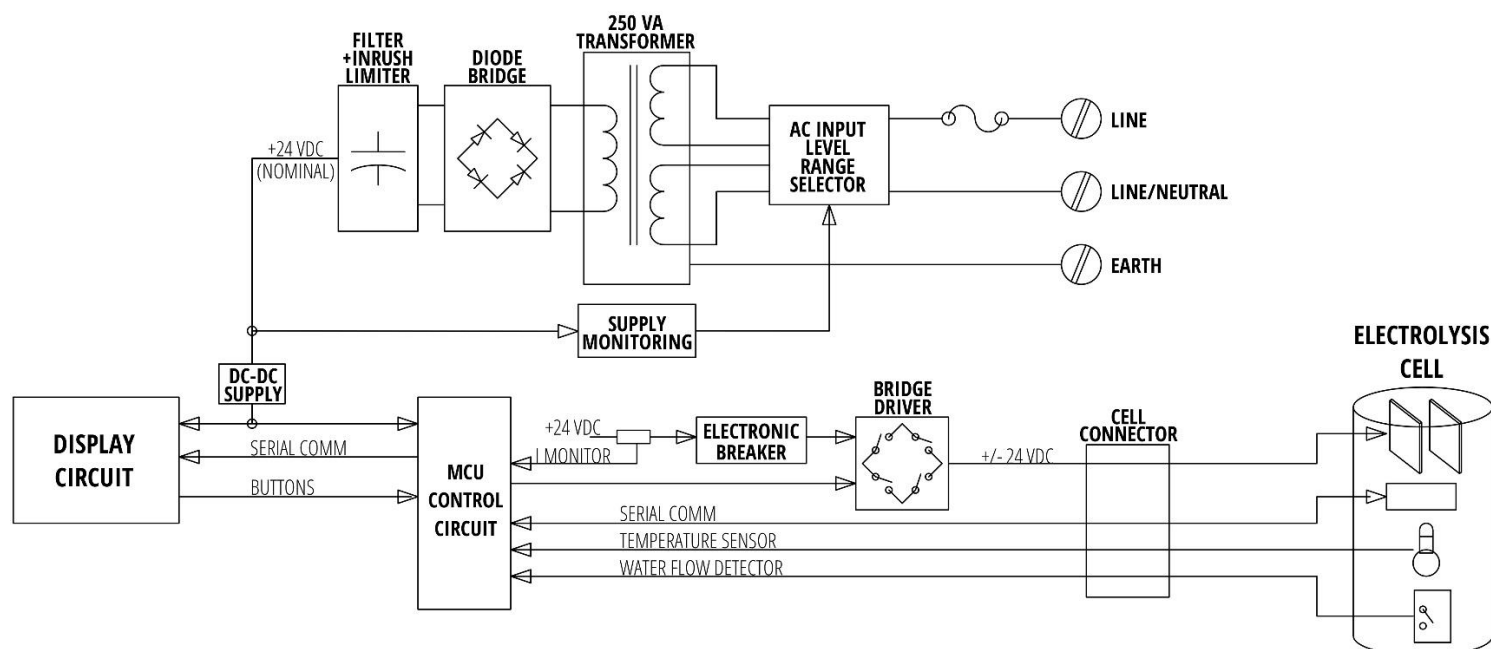 250 VA
TRANSFORMER
FILTER
+INRUSH
LIMITER
DIODE
BRIDGE
AC INPUT
LEVEL
RANGE
SELECTOR
LINE
+24 VDC
(NOMINAL)
LINE/NEUTRAL
EARTH
SUPPLY
MONITORING
DC-DC
SUPPLY
ELECTROLYSIS
CELL
BRIDGE
DRIVER
CELL
CONNECTOR
DISPLAY
CIRCUIT
SERIAL COMM
BUTTONS
MCU
CONTROL
CIRCUIT
+24 VDC
I MONITOR
ELECTRONIC
BREAKER
+/- 24 VDC
SERIAL COMM
TEMPERATURE SENSOR
WATER FLOW DETECTOR